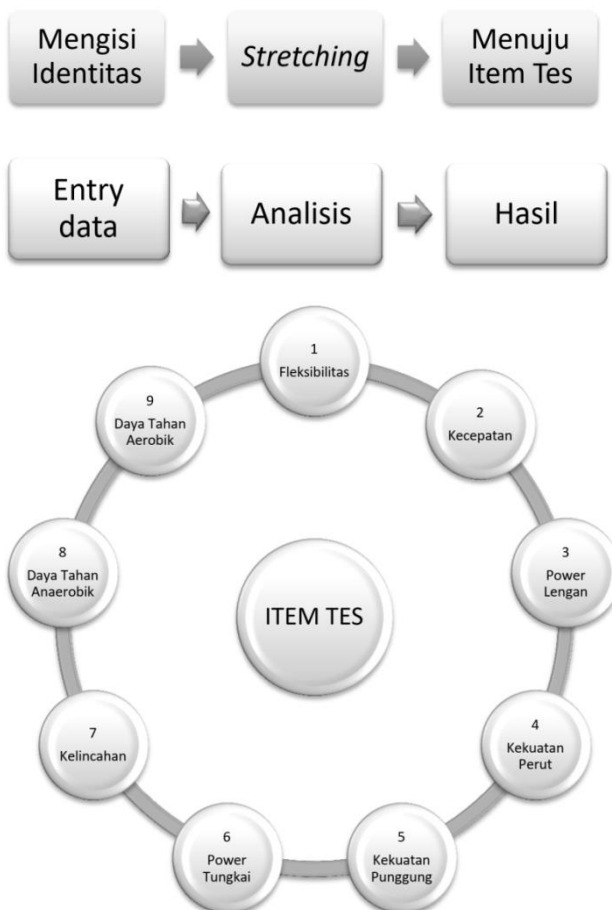 Mengisi
Identitas
Stretching
Menuju
Item Tes
Entry
data
Analisis
Hasil
1
Fleksibilitas
2
Kecepatan
3
Power
Lengan
4
Kekuatan
Perut
5
Kekuatan
Punggung
6
Power
Tungkai
7
Kelincahan
8
Daya Tahan
Anaerobik
9
Daya Tahan
Aerobik
ITEM TES